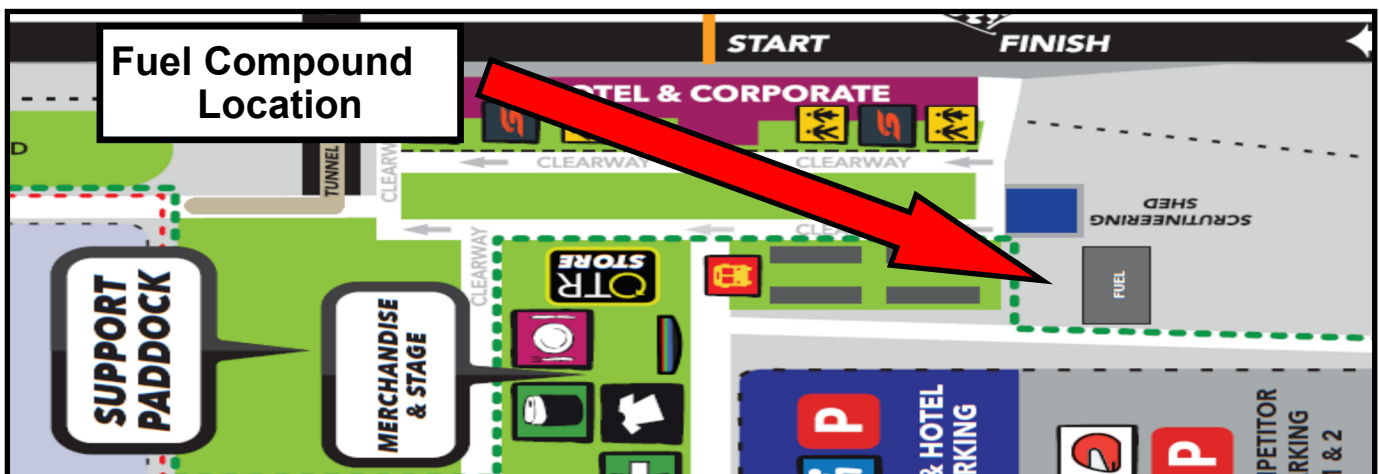 Fuel Compound
Location
START
FINISH
OTEL & CORPORATE
D
TUNNEL
CLEARW
CLEARWAY
CLEARWAY
SCRUTINEERING
SHED
CLEARWAY
OTR
STORE
FUEL
SUPPORT
PADDOCK
MERCHANDISE
& STAGE
P
& HOTEL
RKING
P
PETITOR
RKING
1 & 2